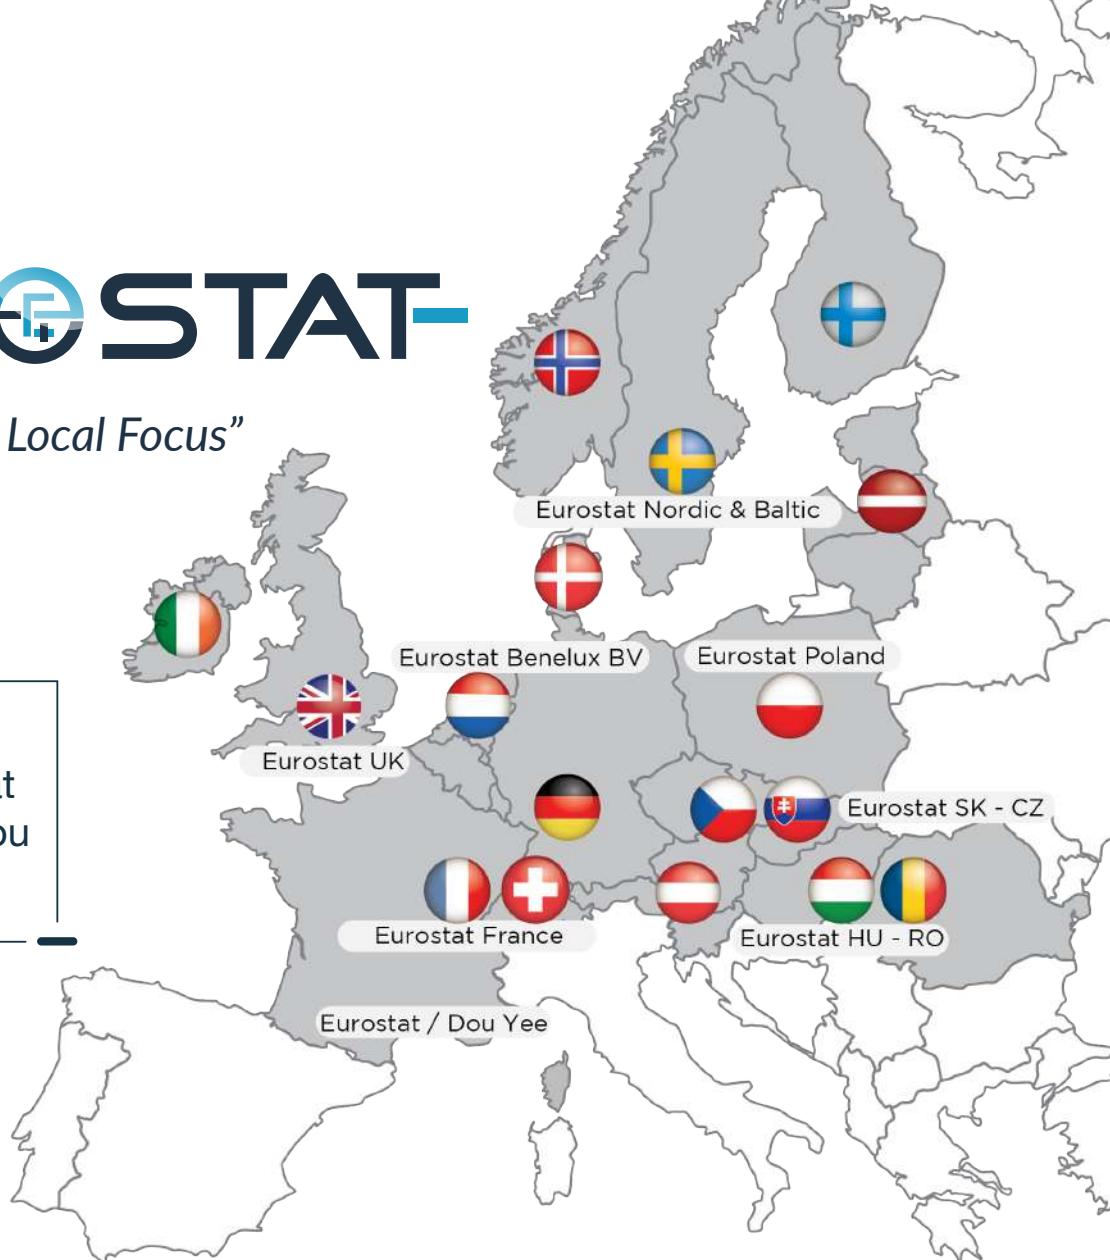 STAT
Local Focus”
Eurostat Nordic & Baltic
Eurostat Benelux BV
Eurostat Poland
Eurostat UK
Eurostat SK - CZ
Eurostat France
Eurostat HU - RO
Eurostat / Dou Yee